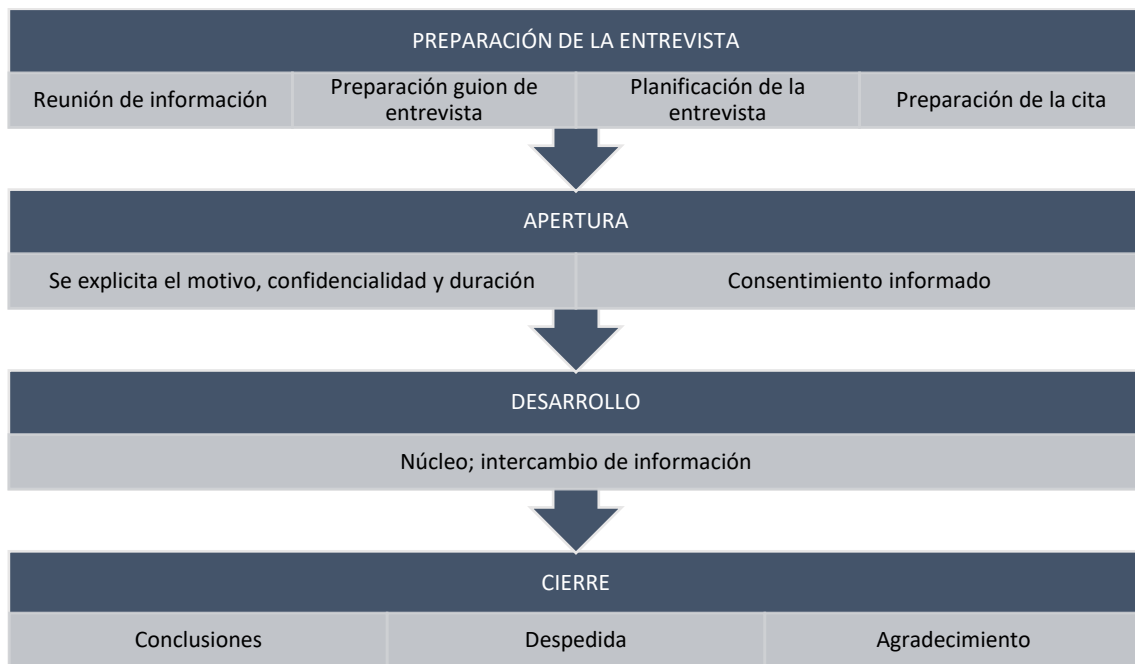 PREPARACIÓN DE LA ENTREVISTA
Reunión de información
Preparación guion de
entrevista
Planificación de la
entrevista
Preparación de la cita
APERTURA
Se explicita el motivo, confidencialidad y duración
Consentimiento informado
DESARROLLO
Núcleo; intercambio de información
CIERRE
Conclusiones
Despedida
Agradecimiento